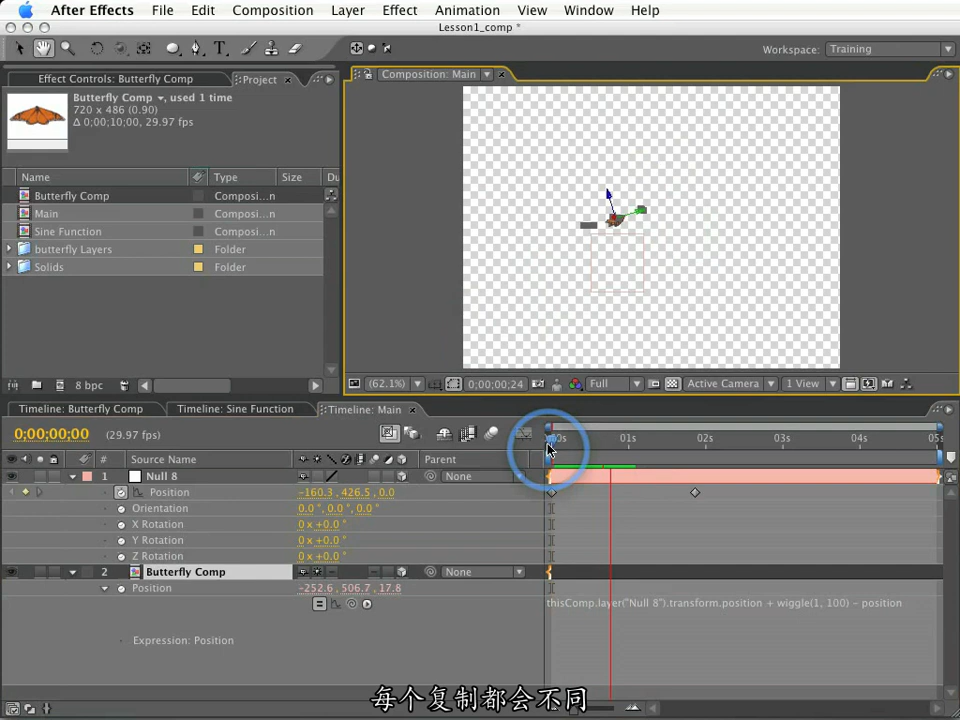 After Effects File Edit Composition Layer Effect Animation View Window Help
Lesson1_comp *
Workspace: Training
Effect Controls: Butterfly Comp Project
Composition: Main
Butterfly Comp, used 1 time
720 x 486 (0.90)
Δ 0;00;10;00, 29.97 fps
Name Type Size Du
Butterfly Comp Composi...n
Main Composi...n
Sine Function Composi...n
butterfly Layers Folder
Solids Folder
8 bpc
(62.1%) 0;00;00;24 Full Active Camera 1 View
Timeline: Butterfly Comp Timeline: Sine Function Timeline: Main
0;00;00;00 (29.97 fps)
01s 02s 03s 04s 05s
# Source Name Parent
1 Null 8 None
Position -160.3, 426.5, 0.0
Orientation 0.0°, 0.0°, 0.0°
X Rotation 0 x +0.0°
Y Rotation 0 x +0.0°
Z Rotation 0 x +0.0°
2 Butterfly Comp None
Position -252.6, 506.7, 17.8
thisComp.layer("Null 8").transform.position + wiggle(1, 100) - position
Expression: Position
每个复制都会不同